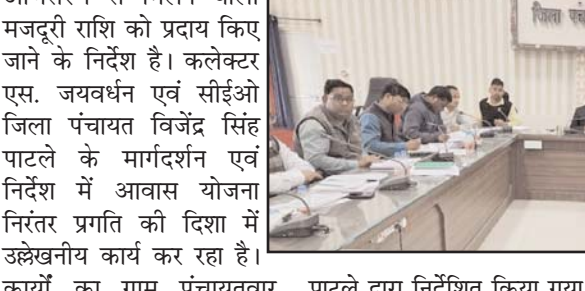 मजदूरी राशि को प्रदाय किए
जाने के निर्देश है। कलेक्टर
एस. जयवर्धन एवं सीईओ
जिला पंचायत विजेंद्र सिंह
पाटले के मार्गदर्शन एवं
निर्देश में आवास योजना
निरंतर प्रगति की दिशा में
उल्लेखनीय कार्य कर रहा है।
कार्यों का ग्राम पंचायतवार
पाटले द्वारा निर्देशित किया गया
जिला